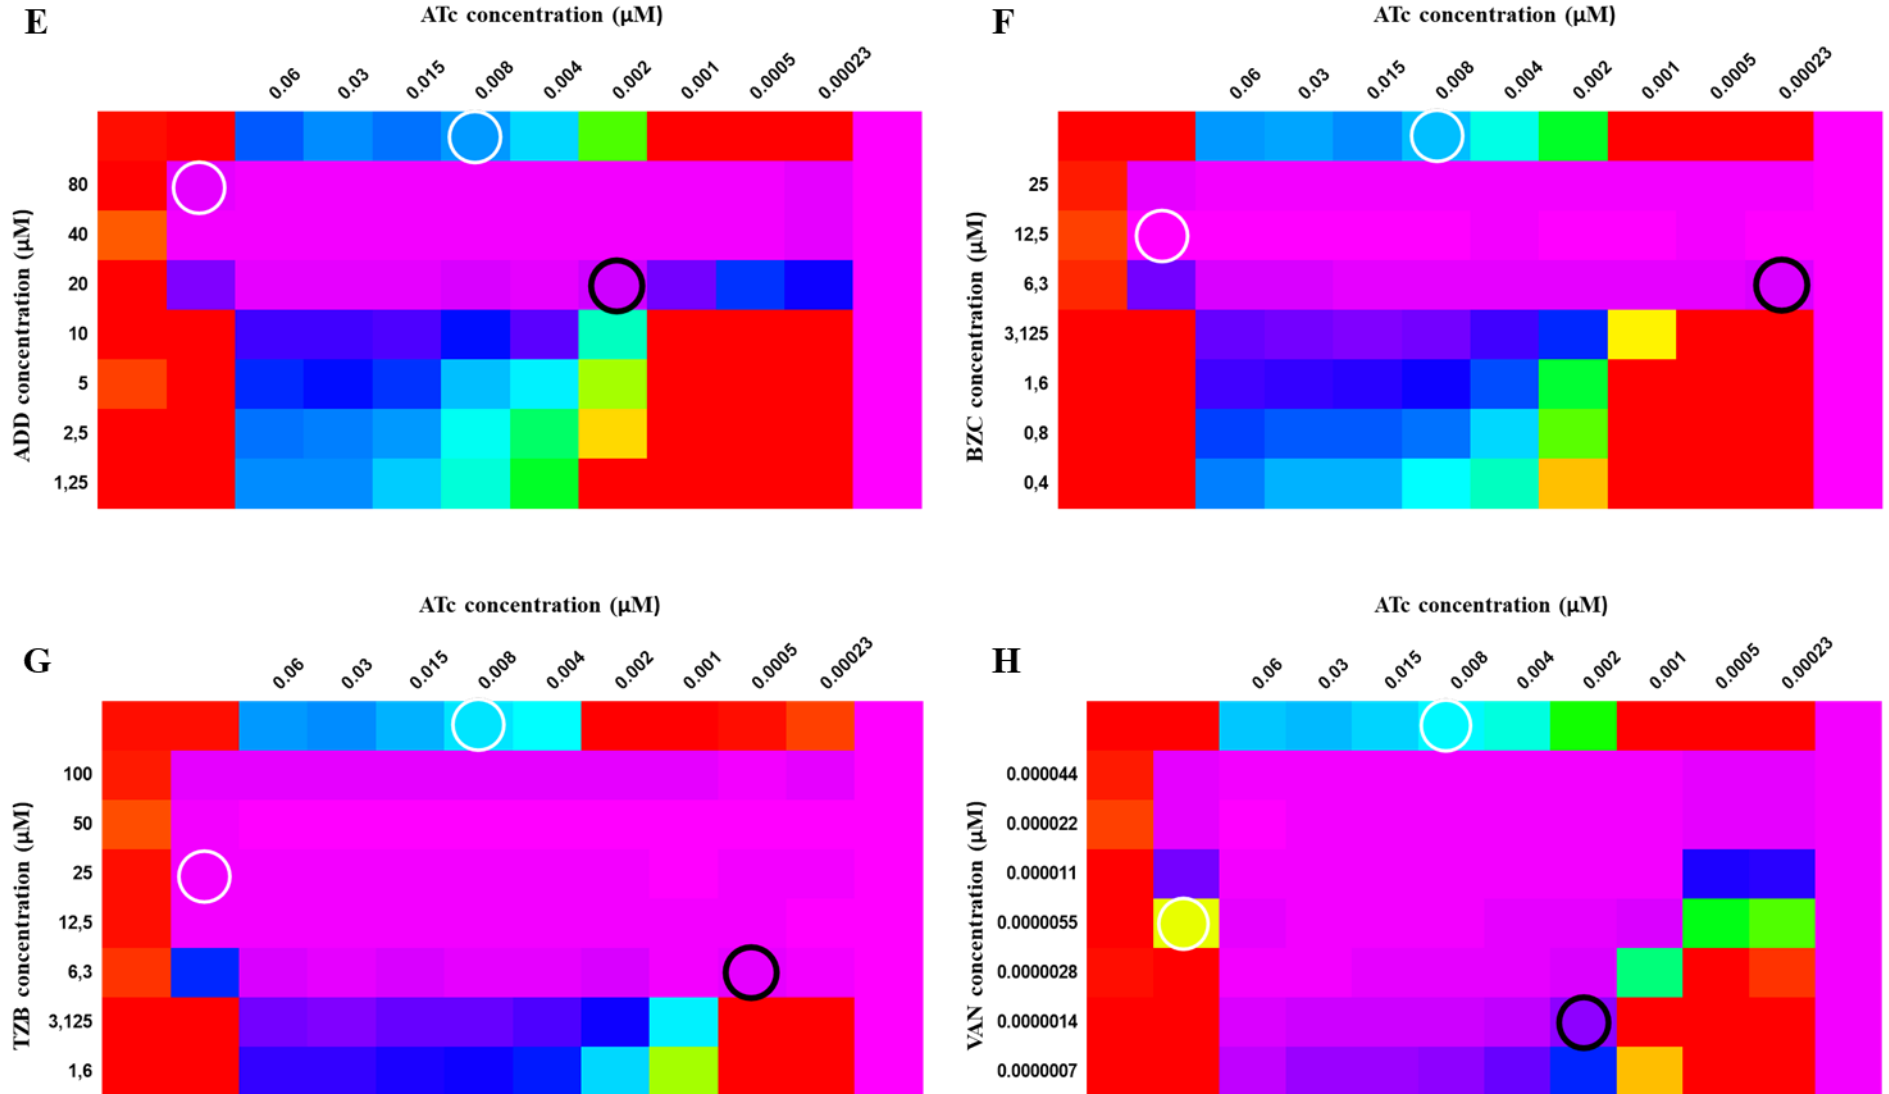 E
ATc concentration (µM)
0.06 0.03 0.015 0.008 0.004 0.002 0.001 0.0005 0.00023
ADD concentration (µM)
80
40
20
10
5
2,5
1,25
F
ATc concentration (µM)
0.06 0.03 0.015 0.008 0.004 0.002 0.001 0.0005 0.00023
BZC concentration (µM)
25
12,5
6,3
3,125
1,6
0,8
0,4
G
ATc concentration (µM)
0.06 0.03 0.015 0.008 0.004 0.002 0.001 0.0005 0.00023
TZB concentration (µM)
100
50
25
12,5
6,3
3,125
1,6
H
ATc concentration (µM)
0.06 0.03 0.015 0.008 0.004 0.002 0.001 0.0005 0.00023
VAN concentration (µM)
0.000044
0.000022
0.000011
0.0000055
0.0000028
0.0000014
0.0000007